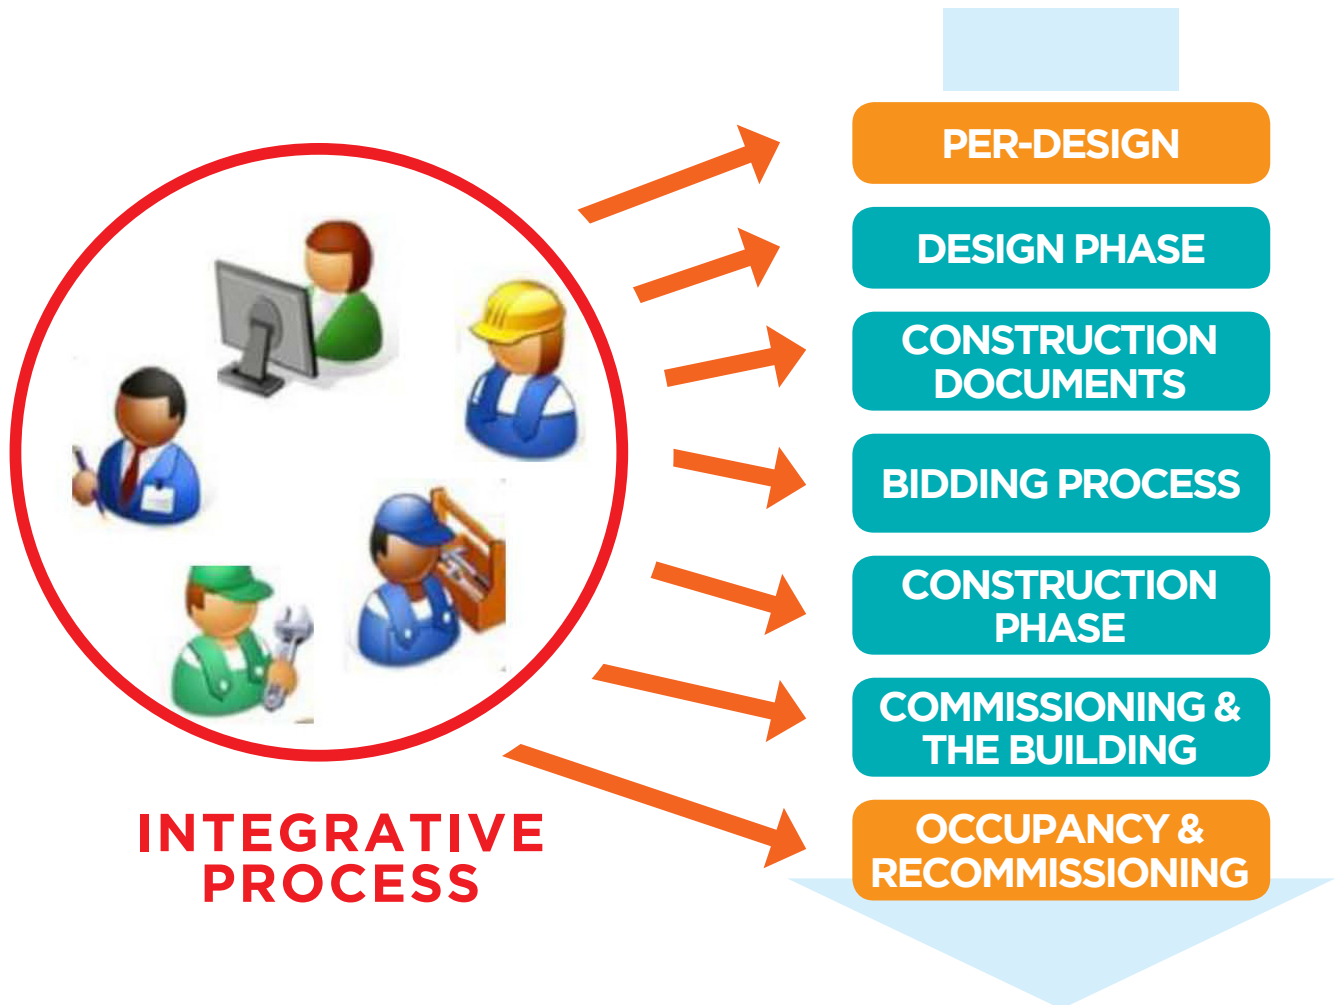 PER-DESIGN
DESIGN PHASE
CONSTRUCTION
DOCUMENTS
BIDDING PROCESS
CONSTRUCTION
PHASE
COMMISSIONING &
THE BUILDING
OCCUPANCY &
RECOMMISSIONING
INTEGRATIVE
PROCESS